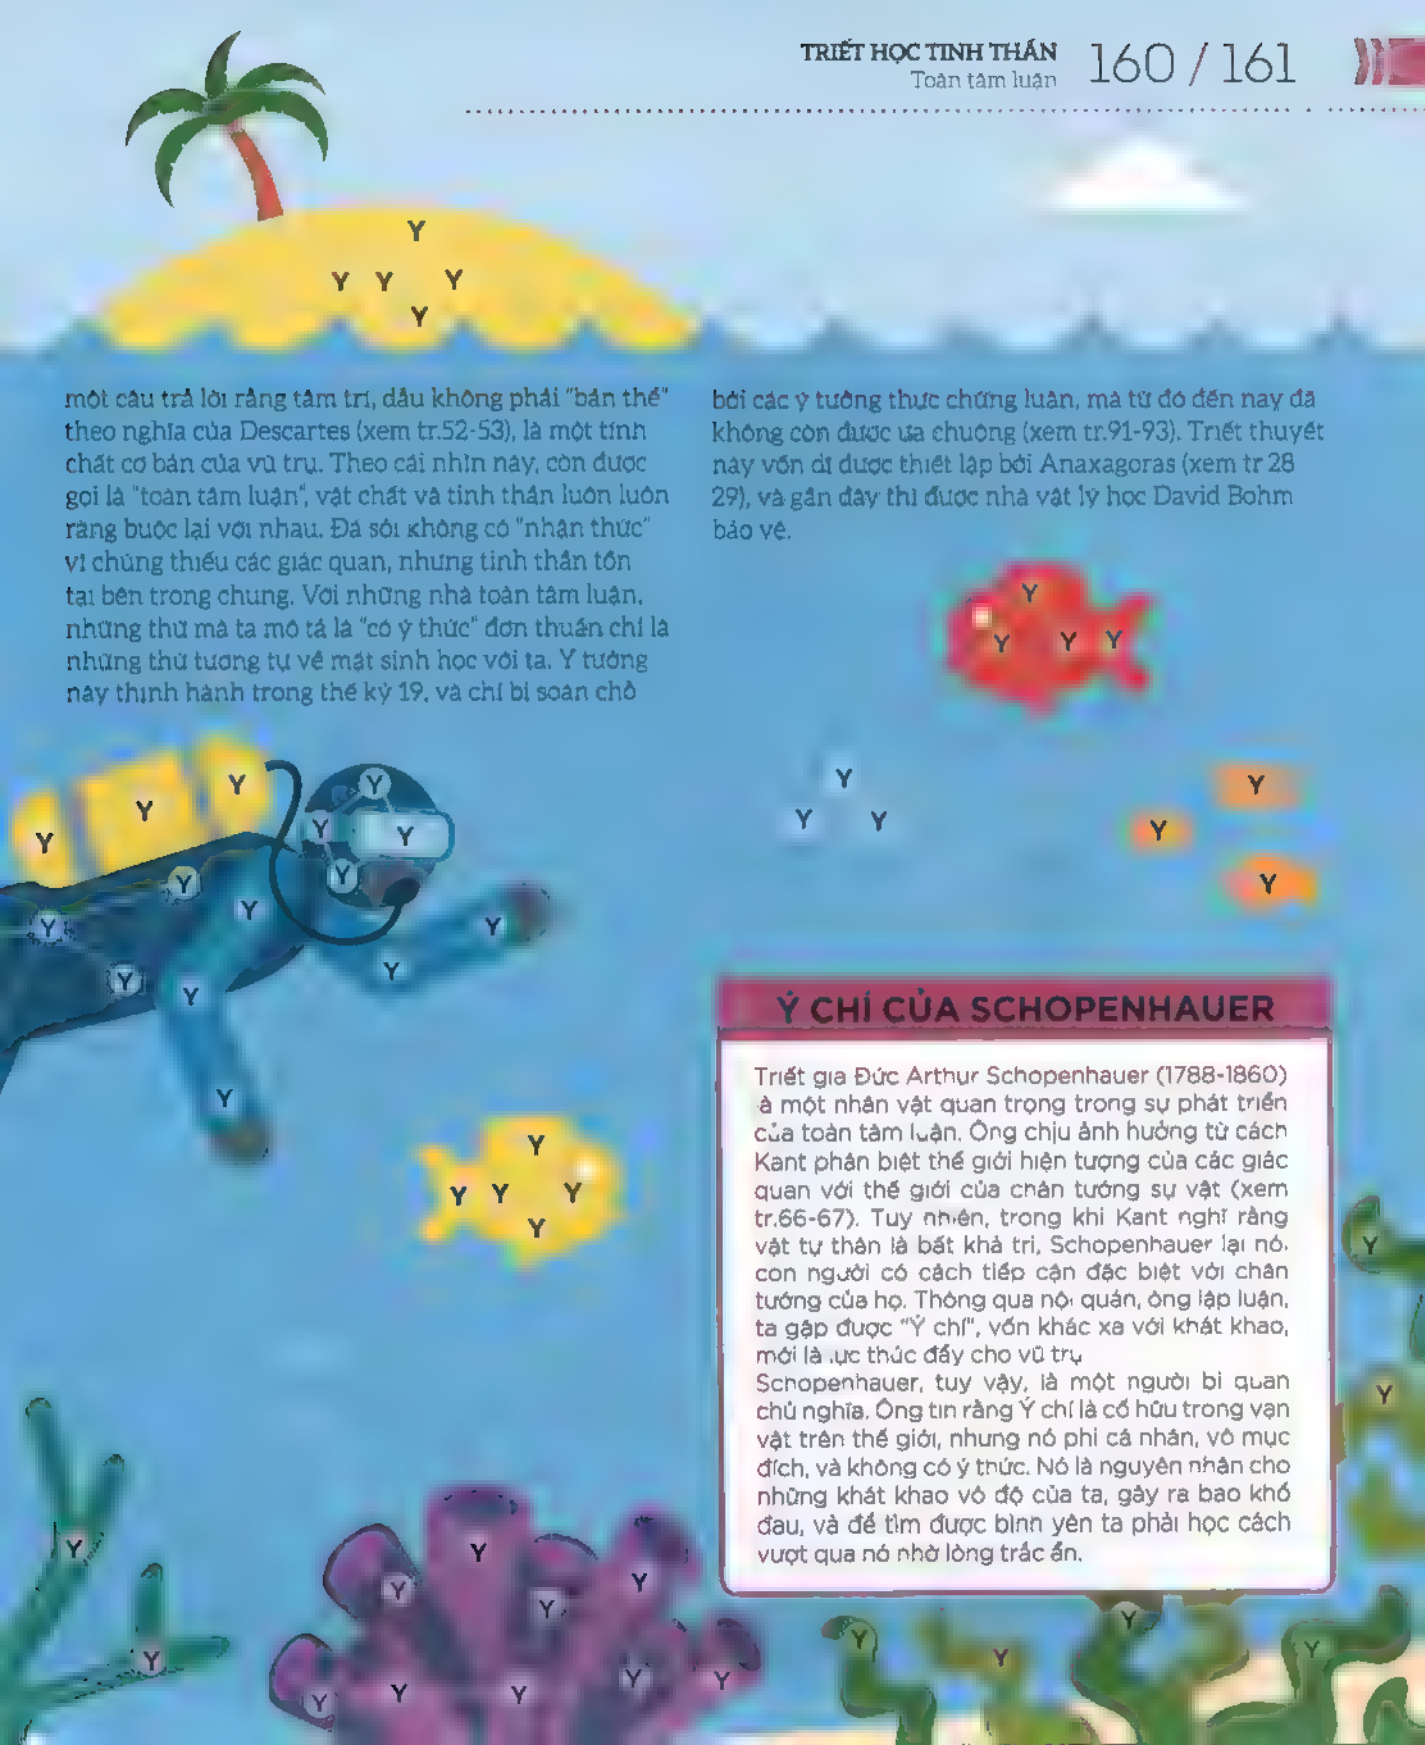 TRIẾT HỌC TINH THẦN
Toàn tâm luận
160 / 161
Y
Y Y Y
Y
một câu trả lời rằng tâm trí, dẫu không phải "bản thể"
theo nghĩa của Descartes (xem tr.52-53), là một tính
chất cơ bản của vũ trụ. Theo cái nhìn này, còn được
gọi là "toàn tâm luận", vật chất và tinh thần luôn luôn
ràng buộc lại với nhau. Đá sỏi không có "nhận thức"
vì chúng thiếu các giác quan, nhưng tinh thần tồn
tại bên trong chúng. Với những nhà toàn tâm luận,
những thứ mà ta mô tả là "có ý thức" đơn thuần chỉ là
những thứ tương tự về mặt sinh học với ta. Ý tưởng
này thịnh hành trong thế kỷ 19, và chỉ bị soán chỗ
bởi các ý tưởng thực chứng luận, mà từ đó đến nay đã
không còn được ưa chuộng (xem tr.91-93). Triết thuyết
này vốn dĩ được thiết lập bởi Anaxagoras (xem tr 28
29), và gần đây thì được nhà vật lý học David Bohm
bảo vệ.
Y
Y Y Y
Y Y Y
Y Y Y
Y
Y Y Y
Y Y Y
Y Y
Y Y
Y Y
Y
Y Y
Y
Y
Y
Y Y Y
Y
Ý CHÍ CỦA SCHOPENHAUER
Triết gia Đức Arthur Schopenhauer (1788-1860)
à một nhân vật quan trọng trong sự phát triển
của toàn tâm luận. Ông chịu ảnh hưởng từ cách
Kant phân biệt thế giới hiện tượng của các giác
quan với thế giới của chân tướng sự vật (xem
tr.66-67). Tuy nhiên, trong khi Kant nghĩ rằng
vật tự thân là bất khả tri, Schopenhauer lại nói
con người có cách tiếp cận đặc biệt với chân
tướng của họ. Thông qua nội quán, ông lập luận,
ta gặp được "Ý chí", vốn khác xa với khát khao,
mới là lực thúc đẩy cho vũ trụ
Schopenhauer, tuy vậy, là một người bi quan
chủ nghĩa. Ông tin rằng Ý chí là cố hữu trong vạn
vật trên thế giới, nhưng nó phi cá nhân, vô mục
đích, và không có ý thức. Nó là nguyên nhân cho
những khát khao vô độ của ta, gây ra bao khổ
đau, và để tìm được bình yên ta phải học cách
vượt qua nó nhờ lòng trắc ẩn.
Y
Y
Y
Y
Y Y Y Y
Y Y Y Y Y
Y Y Y Y